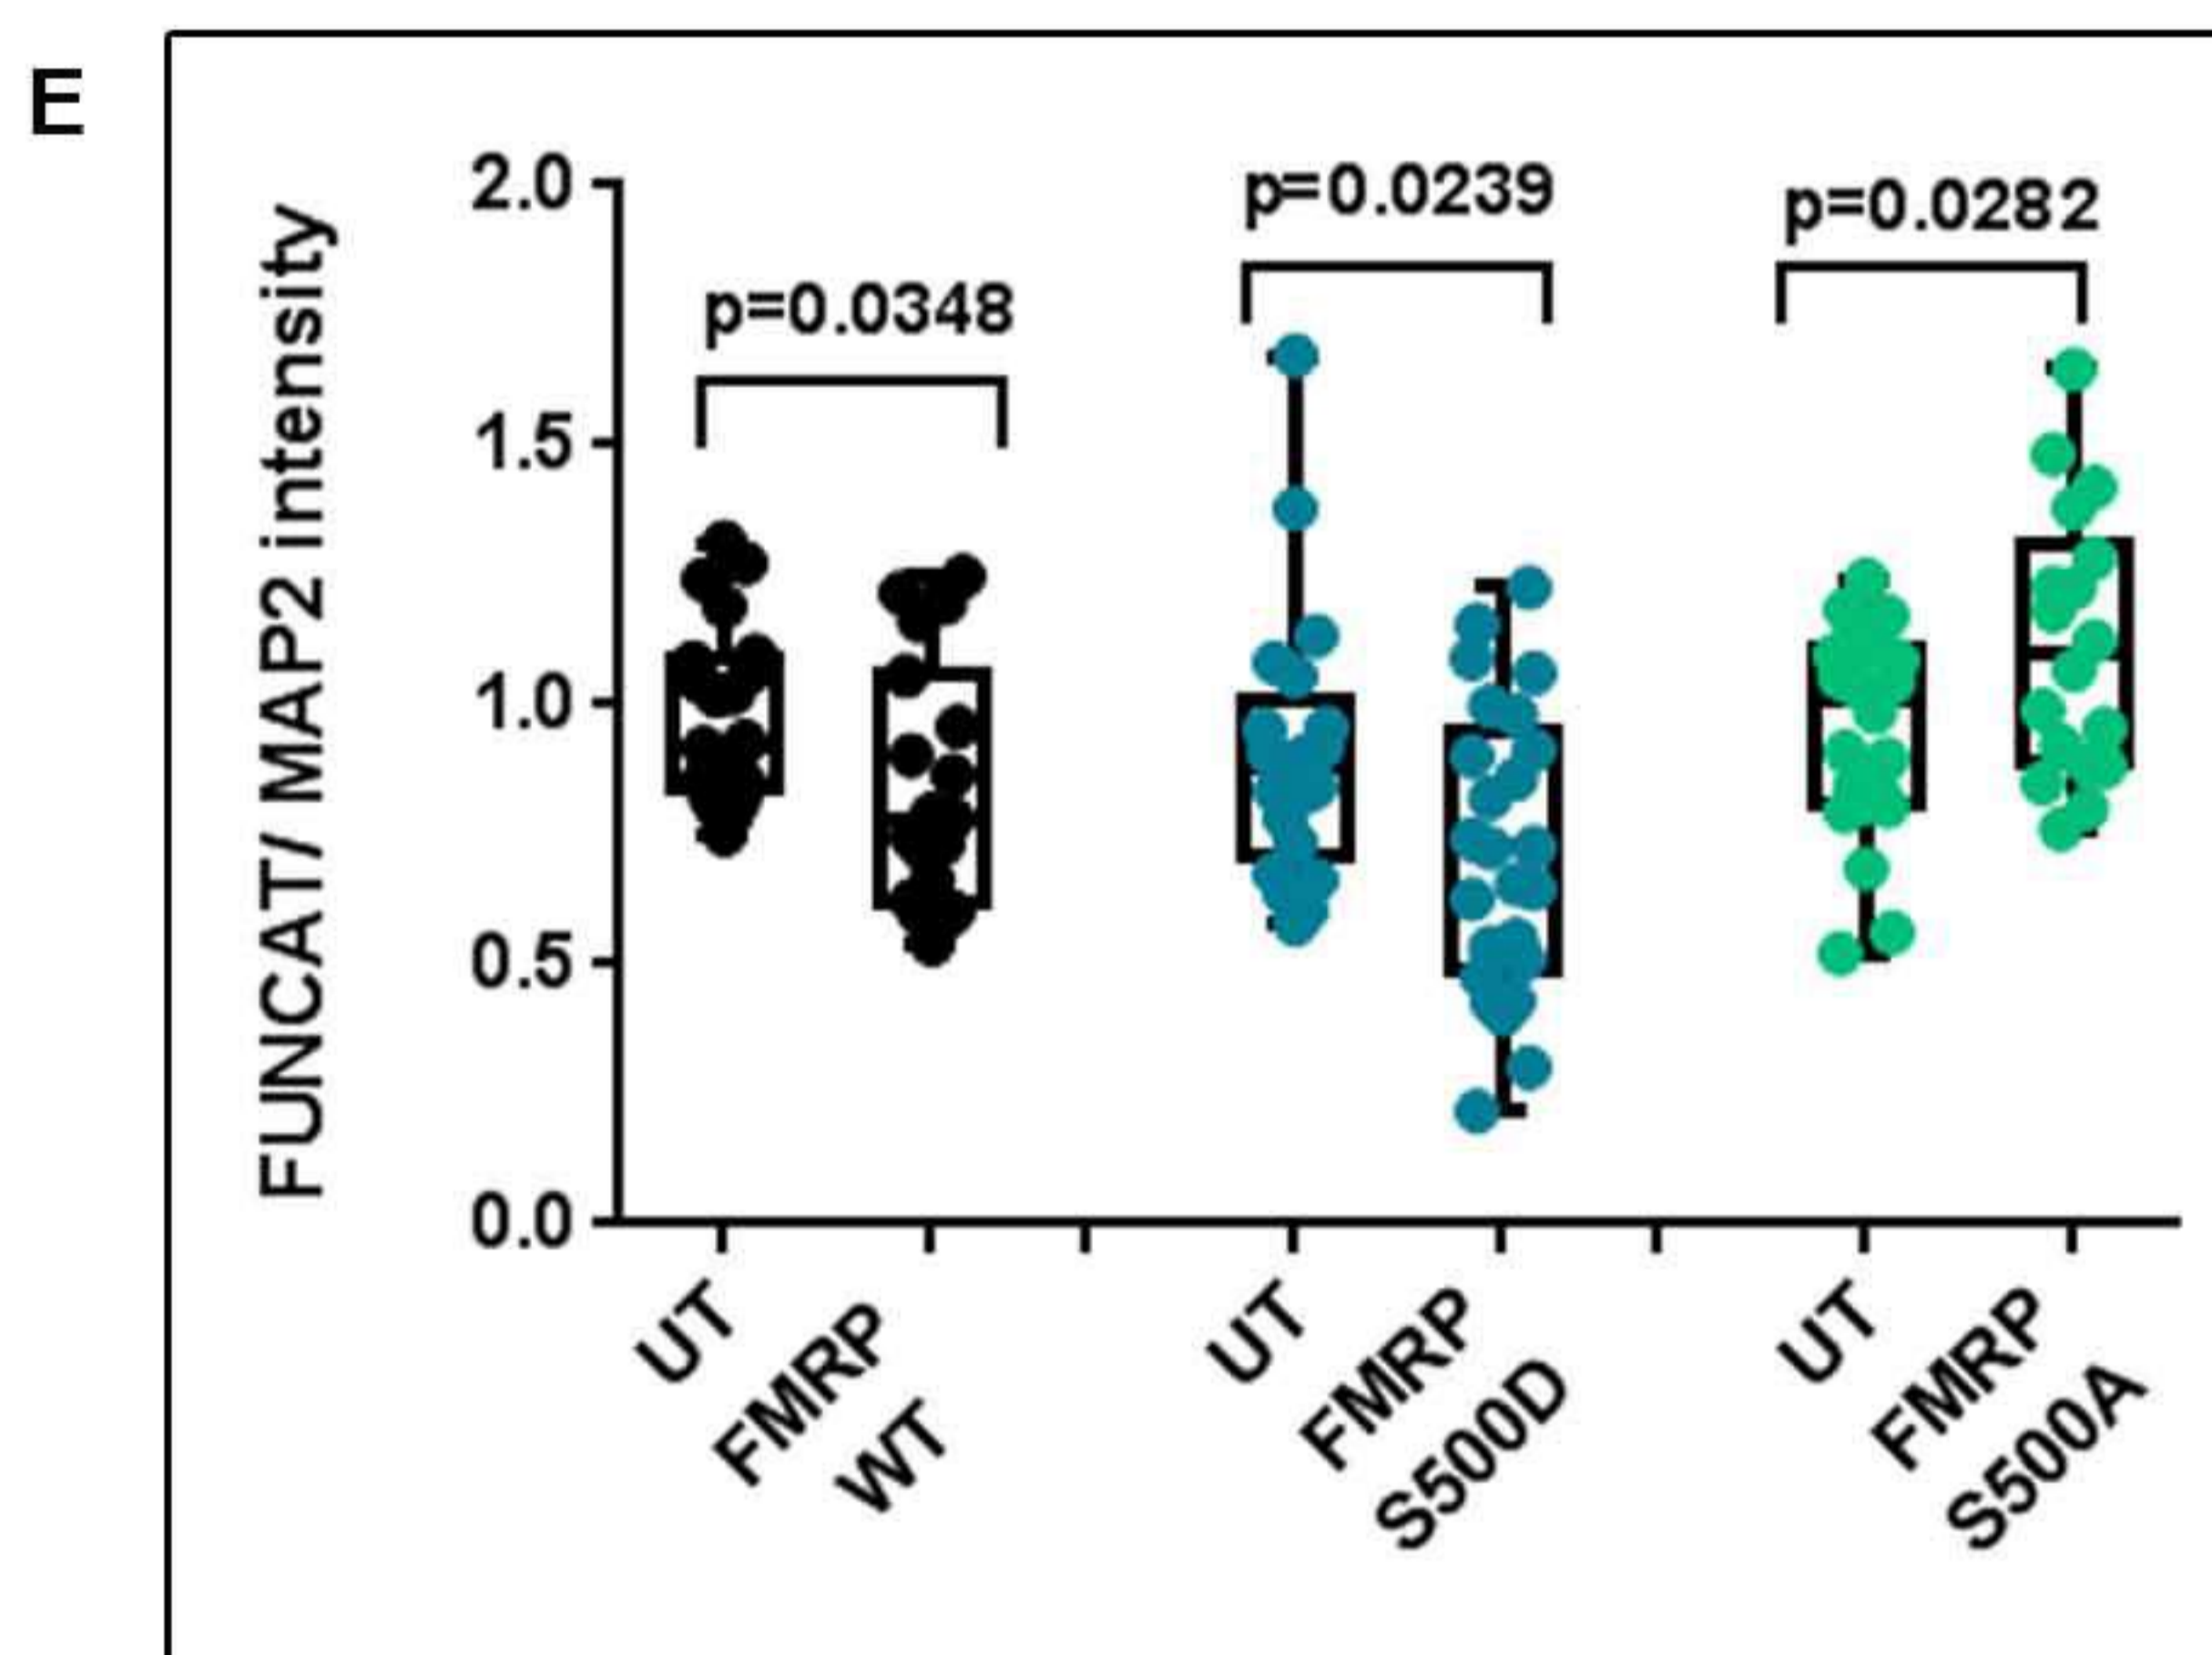 E
FUNCAT/ MAP2 intensity
2.0
1.5
1.0
0.5
0.0
p=0.0348
p=0.0239
p=0.0282
UT
FMRP
WT
UT
FMRP
S500D
UT
FMRP
S500A